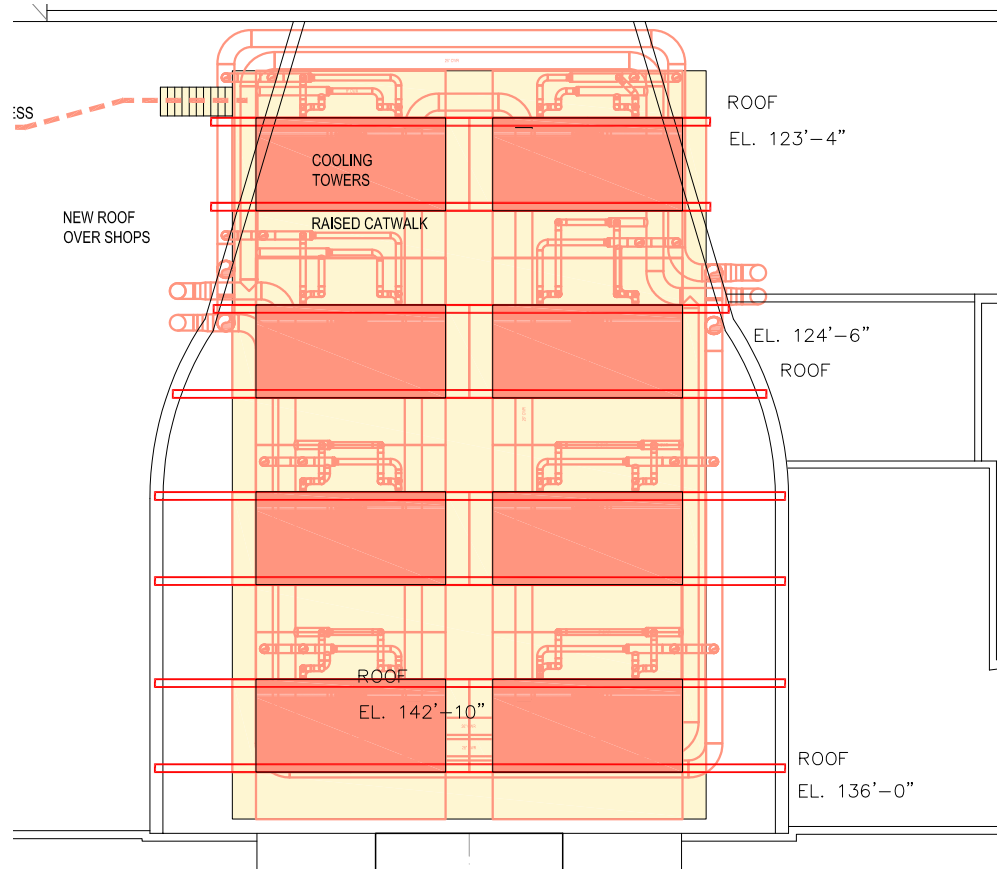 ROOF
EL. 123'-4"
ESS
COOLING
TOWERS
NEW ROOF
OVER SHOPS
RAISED CATWALK
EL. 124'-6"
ROOF
ROOF
EL. 142'-10"
ROOF
EL. 136'-0"